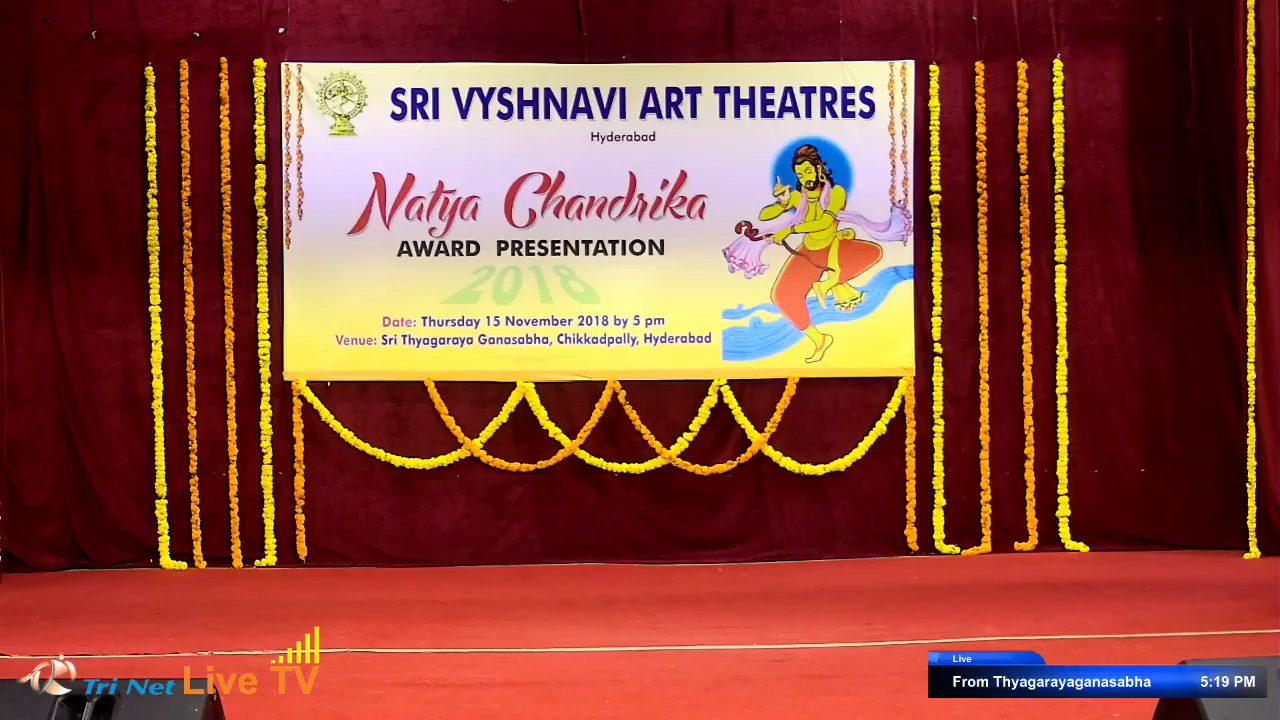 SRI VYSHNAVI ART THEATRES
Hyderabad
Natya Chandrika
AWARD PRESENTATION
2018
Date: Thursday 15 November 2018 by 5 pm
Venue: Sri Thyagaraya Ganasabha, Chikkadpally, Hyderabad
Tri Net Live TV
Live
From Thyagarayaganasabha 5:19 PM